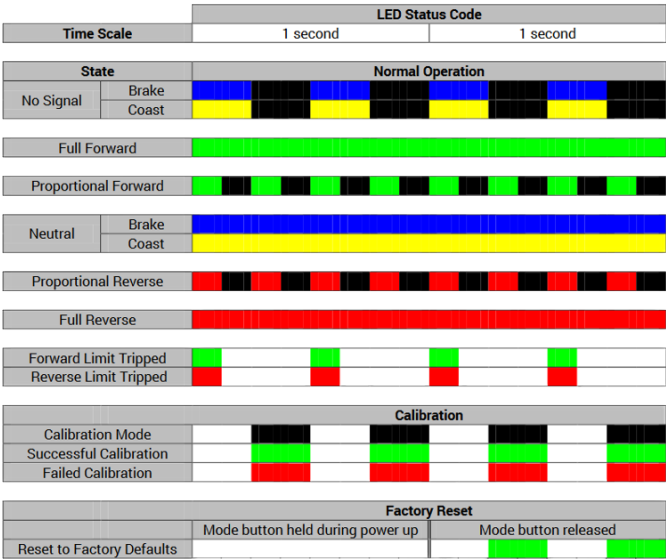 LED Status Code
Time Scale 1 second 1 second
State Normal Operation
No Signal Brake
Coast
Full Forward
Proportional Forward
Neutral Brake
Coast
Proportional Reverse
Full Reverse
Forward Limit Tripped
Reverse Limit Tripped
Calibration
Calibration Mode
Successful Calibration
Failed Calibration
Factory Reset
Mode button held during power up Mode button released
Reset to Factory Defaults